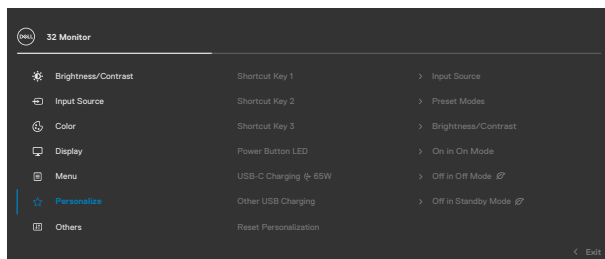 DELL 32 Monitor
Brightness/Contrast Shortcut Key 1 > Input Source
Input Source Shortcut Key 2 > Preset Modes
Color Shortcut Key 3 > Brightness/Contrast
Display Power Button LED > On in On Mode
Menu USB-C Charging 65W > Off in Off Mode
Personalize Other USB Charging > Off in Standby Mode
Others Reset Personalization
< Exit